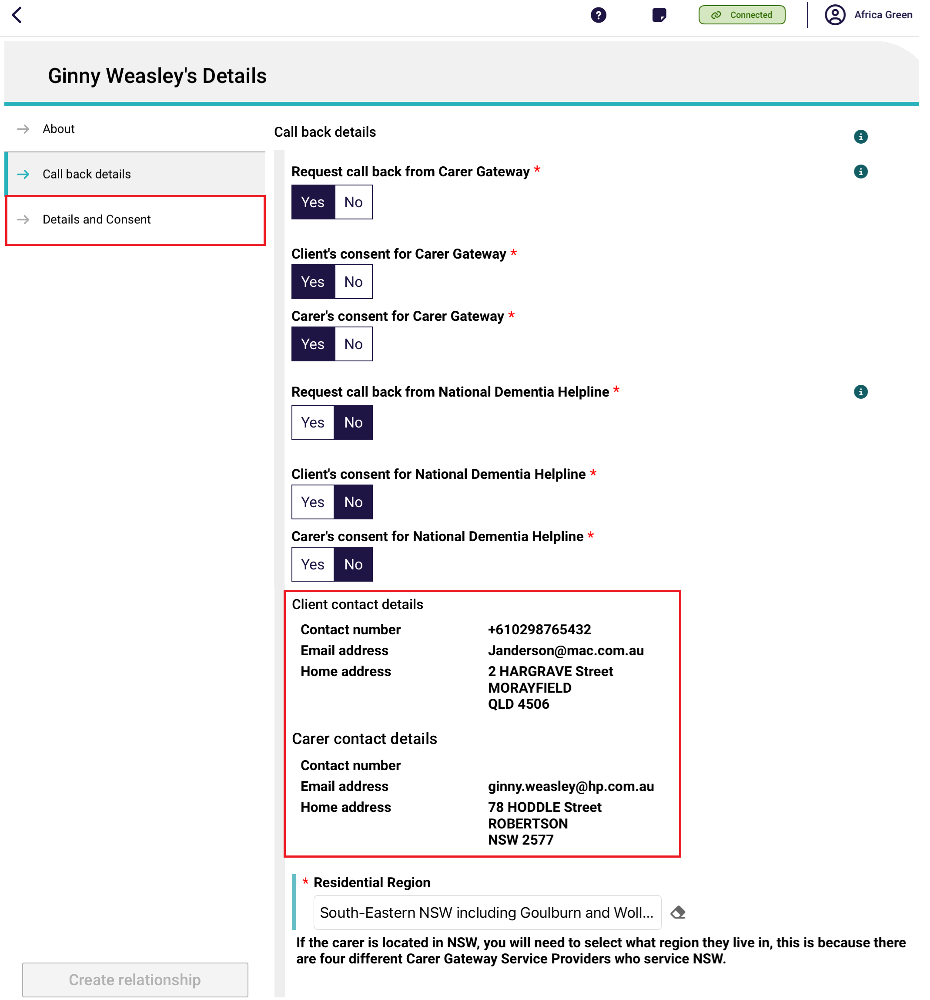 Connected
Africa Green
Ginny Weasley's Details
About
Call back details
Details and Consent
Create relationship
Call back details
Request call back from Carer Gateway *
Yes No
Client's consent for Carer Gateway *
Yes No
Carer's consent for Carer Gateway *
Yes No
Request call back from National Dementia Helpline *
Yes No
Client's consent for National Dementia Helpline *
Yes No
Carer's consent for National Dementia Helpline *
Yes No
Client contact details
Contact number +610298765432
Email address Janderson@mac.com.au
Home address 2 HARGRAVE Street
MORAYFIELD
QLD 4506
Carer contact details
Contact number
Email address ginny.weasley@hp.com.au
Home address 78 HODDLE Street
ROBERTSON
NSW 2577
* Residential Region
South-Eastern NSW including Goulburn and Woll...
If the carer is located in NSW, you will need to select what region they live in, this is because there
are four different Carer Gateway Service Providers who service NSW.